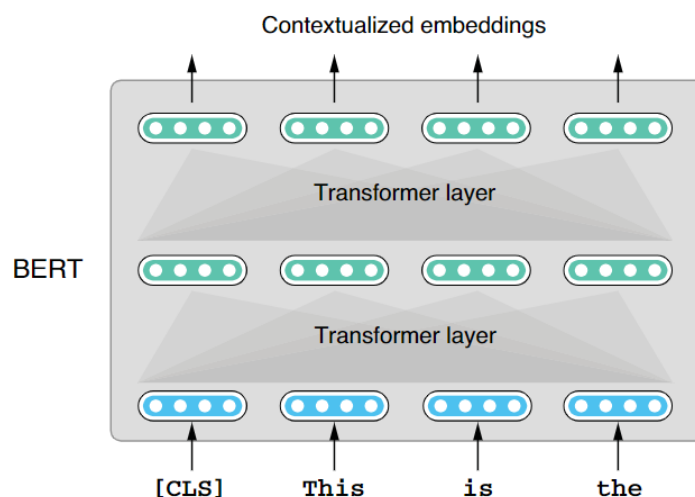 Contextualized embeddings
Transformer layer
BERT
Transformer layer
[CLS] This is the